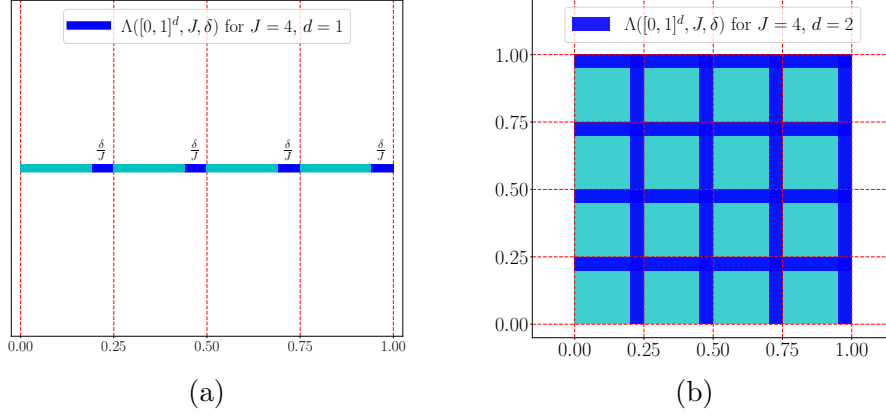 Λ([0, 1]^d, J, δ) for J = 4, d = 1
δ/J δ/J δ/J δ/J
0.00 0.25 0.50 0.75 1.00
(a)
Λ([0, 1]^d, J, δ) for J = 4, d = 2
1.00
0.75
0.50
0.25
0.00
0.00 0.25 0.50 0.75 1.00
(b)